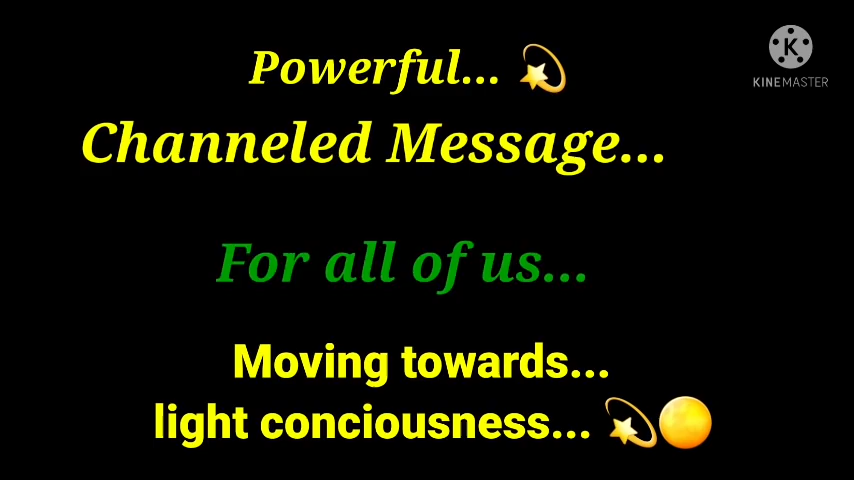 Powerful... 💫
KINEMASTER
Channeled Message...
For all of us...
Moving towards...
light conciousness... 💫🌕